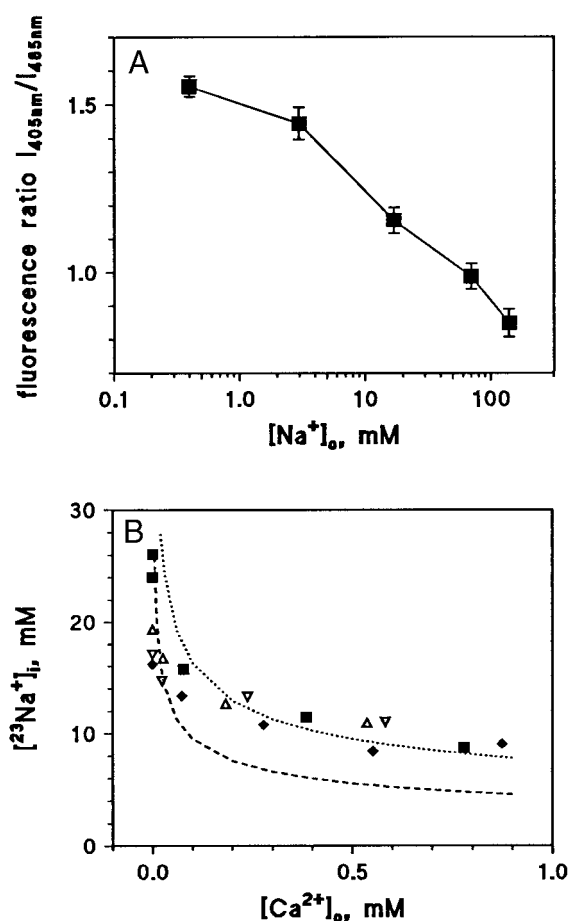 A
fluorescence ratio I405nm/I485nm
1.5
1.0
0.1 1.0 10 100
[Na+]o, mM
B
[23Na+]i, mM
30
20
10
0
0.0 0.5 1.0
[Ca2+]o, mM